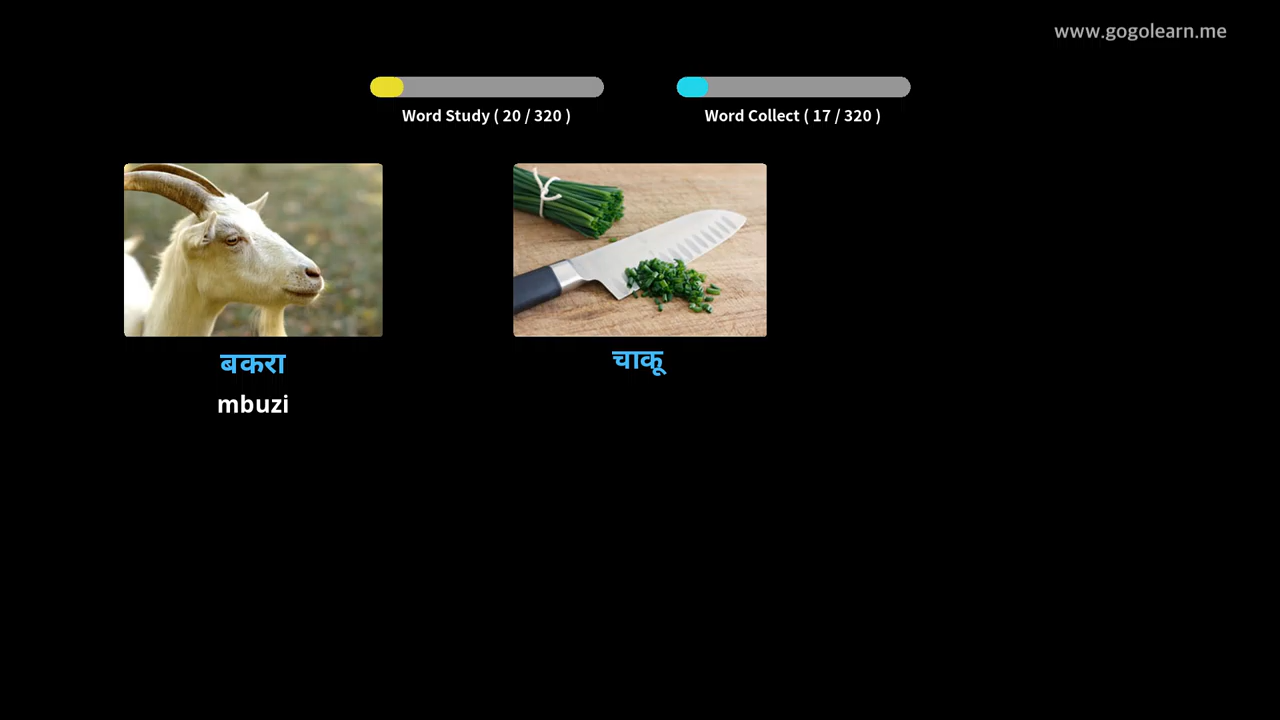 www.gogolearn.me
Word Study ( 20 / 320 )
Word Collect ( 17 / 320 )
बकरा
mbuzi
चाकू